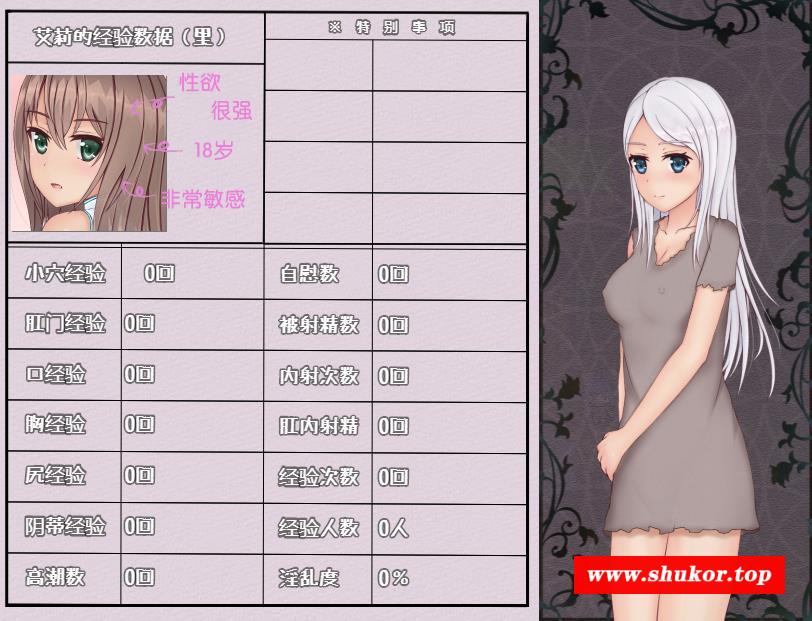 艾莉的经验数据（里）
※ 特 别 事 项
性欲
很强
18岁
非常敏感
小穴经验 0回 自慰数 0回
肛门经验 0回 被射精数 0回
口经验 0回 内射次数 0回
胸经验 0回 肛内射精 0回
尻经验 0回 经验次数 0回
阴蒂经验 0回 经验人数 0人
高潮数 0回 淫乱度 0%
www.shukor.top